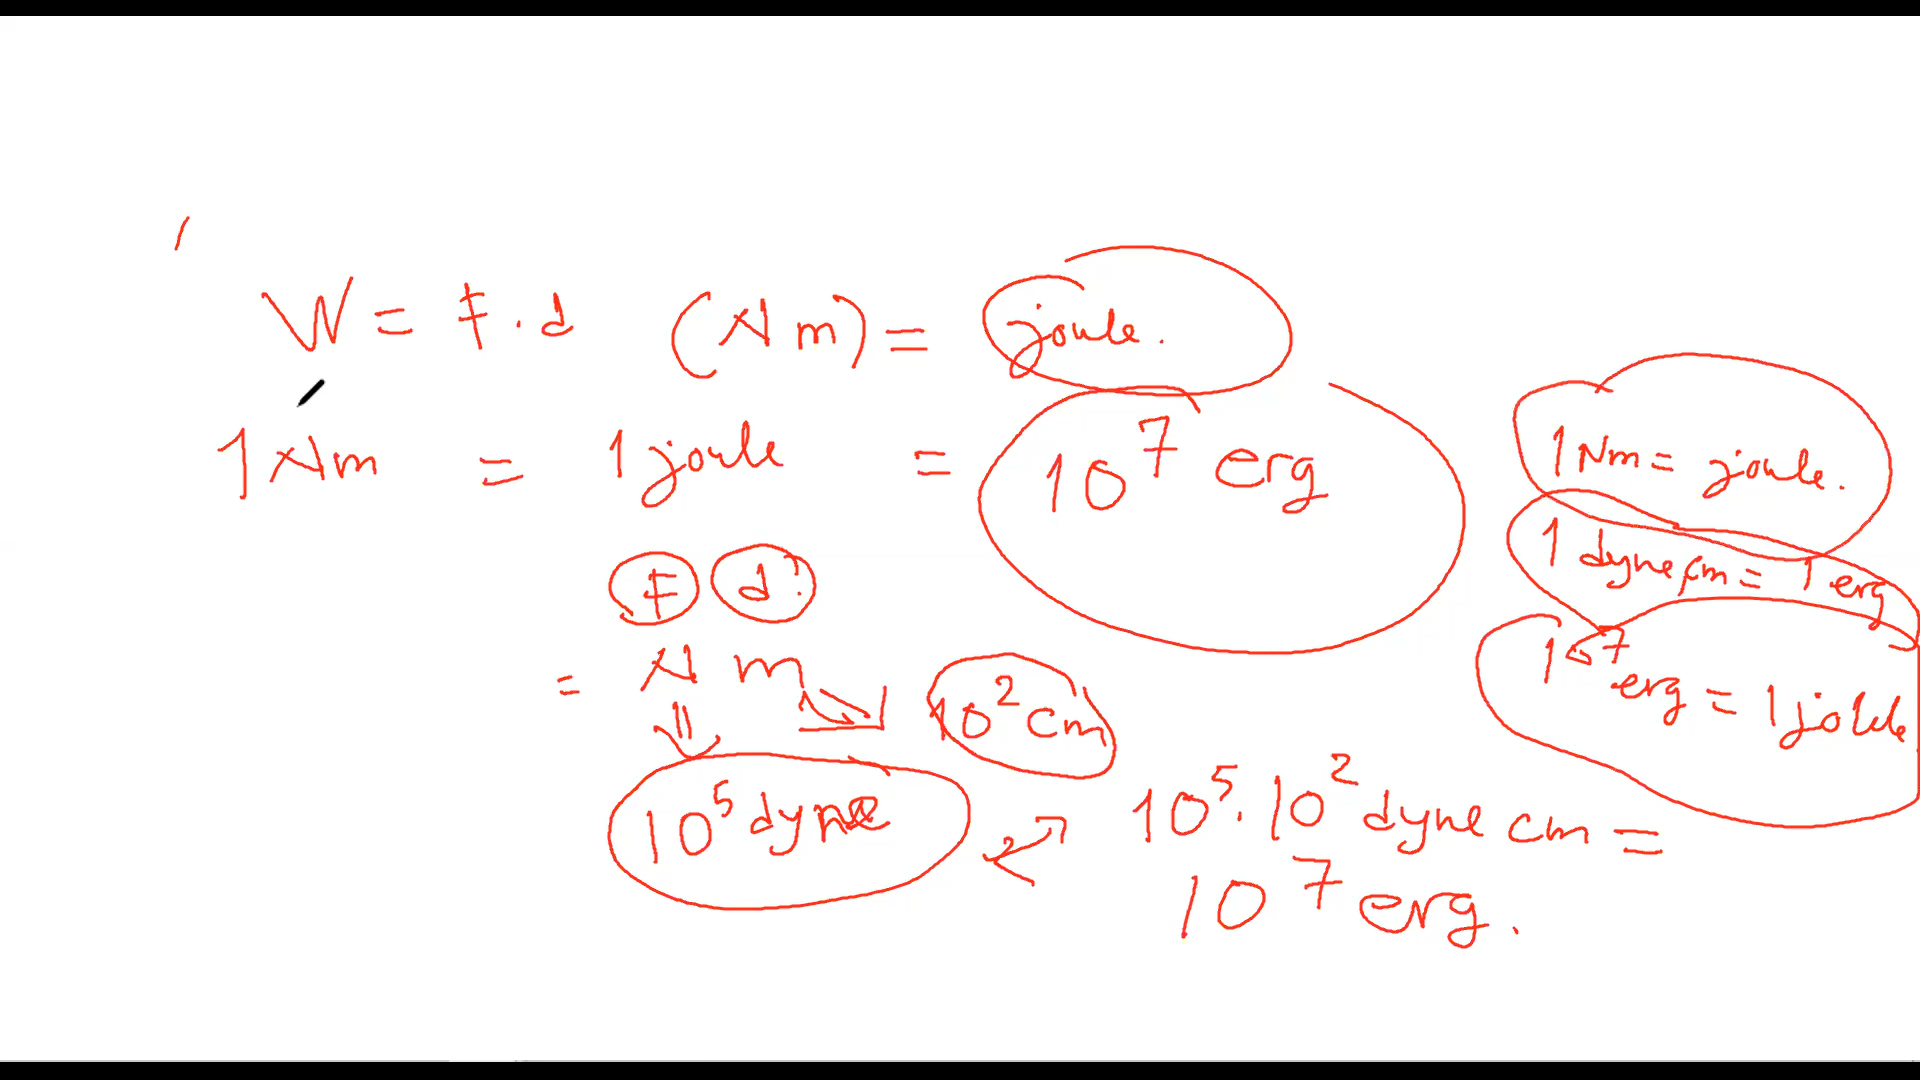 W = F . d (N m) = joule.
1 N m = 1 joule = 10⁷ erg
1 Nm = joule.
1 dyne cm = 1 erg
10⁷ erg = 1 joule
F d
= N m 10² cm
10⁵ dyne
10⁵ . 10² dyne cm =
10⁷ erg.